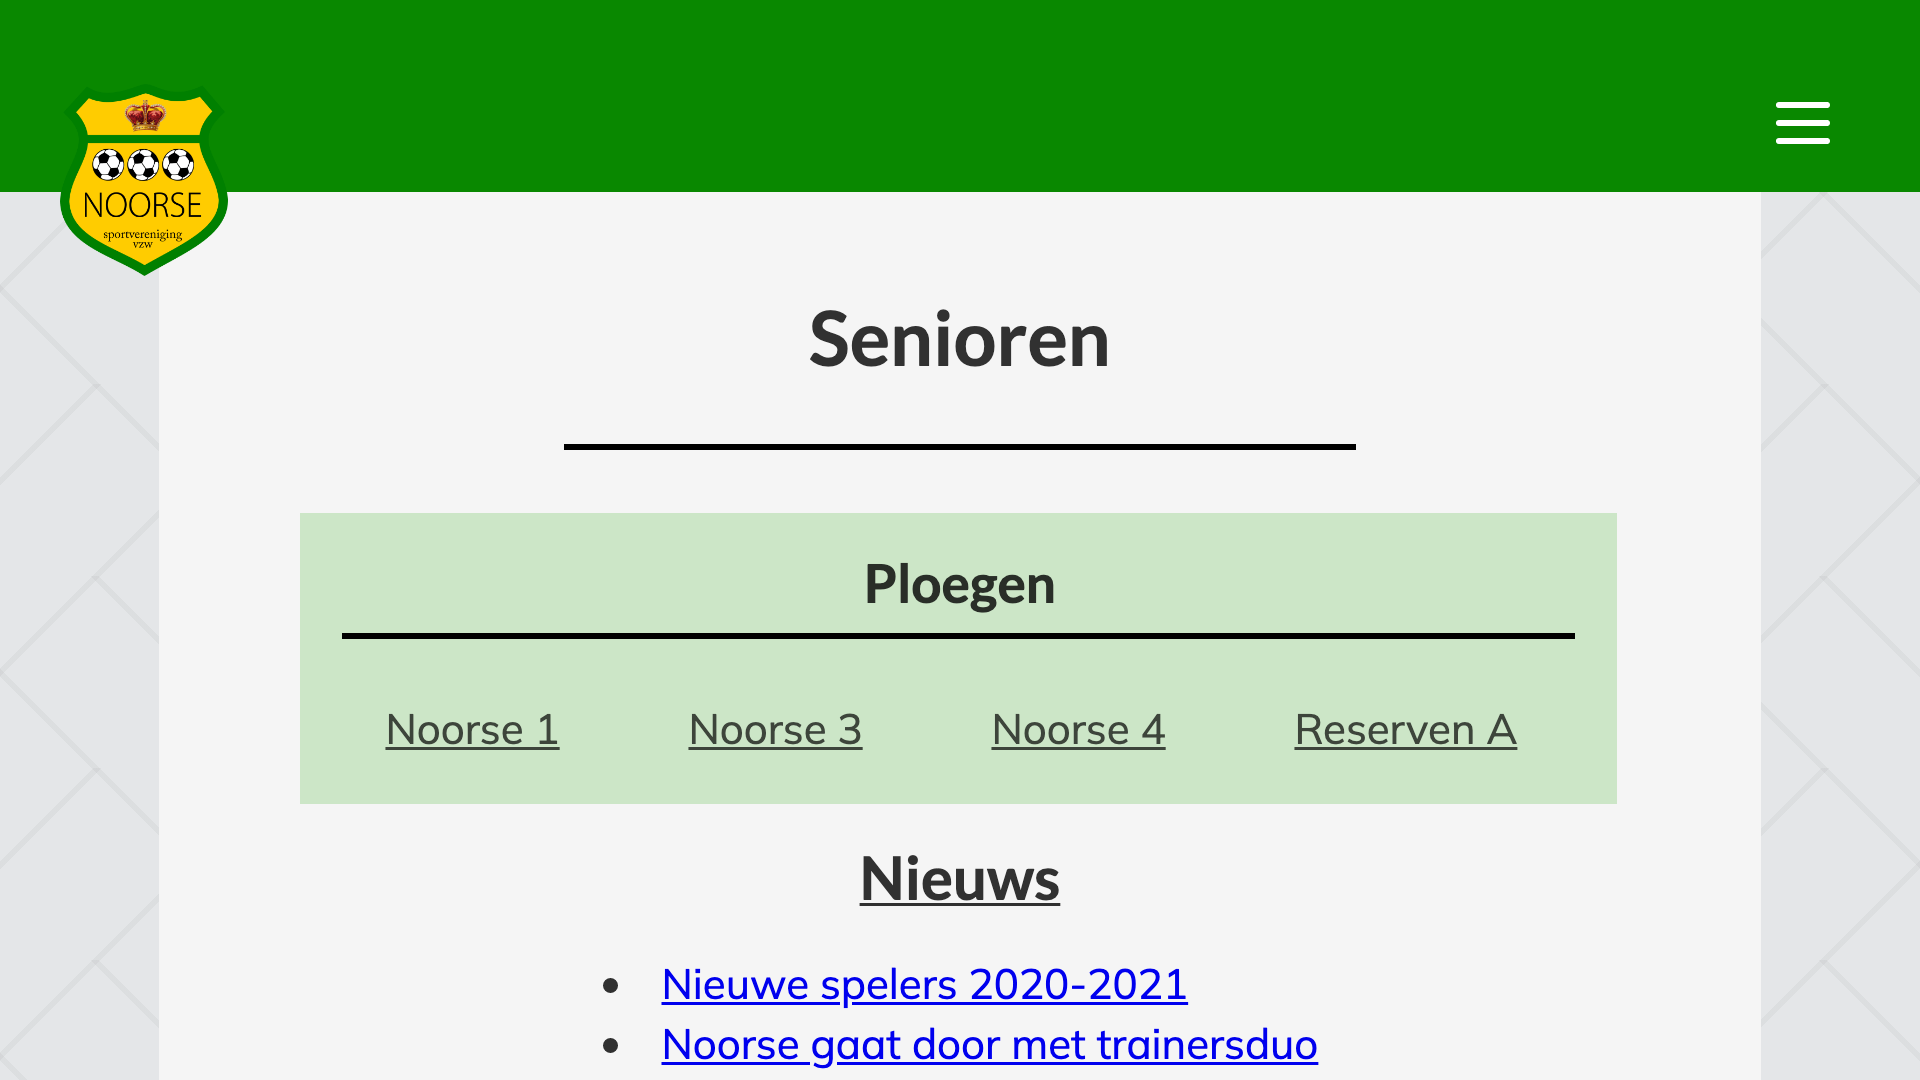 NOORSE
sportvereniging
vzw
Senioren
Ploegen
Noorse 1 Noorse 3 Noorse 4 Reserven A
Nieuws
Nieuwe spelers 2020-2021
Noorse gaat door met trainersduo